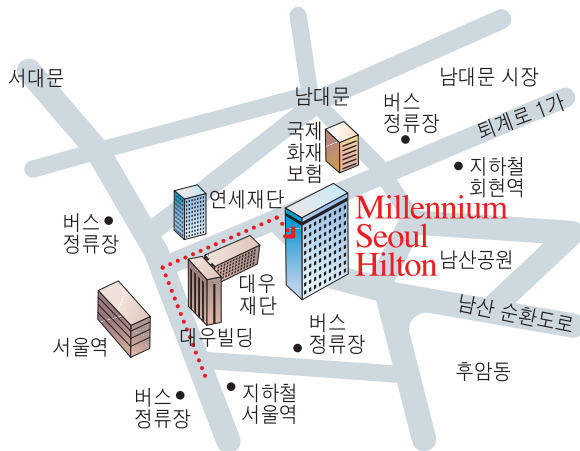 서대문
남대문
남대문 시장
버스
정류장
퇴계로 1가
국제
화재
보험
지하철
회현역
연세재단
버스
정류장
Millennium
Seoul
Hilton
남산공원
대우
재단
남산 순환도로
대우빌딩
서울역
버스
정류장
후암동
버스
정류장
지하철
서울역